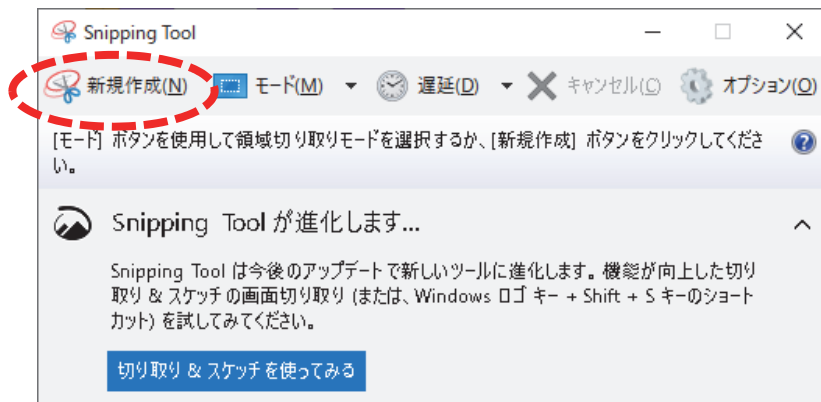 Snipping Tool
新規作成(N) モード(M) 遅延(D) キャンセル(C) オプション(O)
[モード] ボタンを使用して領域切り取りモードを選択するか、[新規作成] ボタンをクリックしてくださ
い。
Snipping Tool が進化します...
Snipping Tool は今後のアップデートで新しいツールに進化します。機能が向上した切り
取り & スケッチの画面切り取り (または、Windows ロゴ キー + Shift + S キーのショート
カット) を試してみてください。
切り取り & スケッチを使ってみる